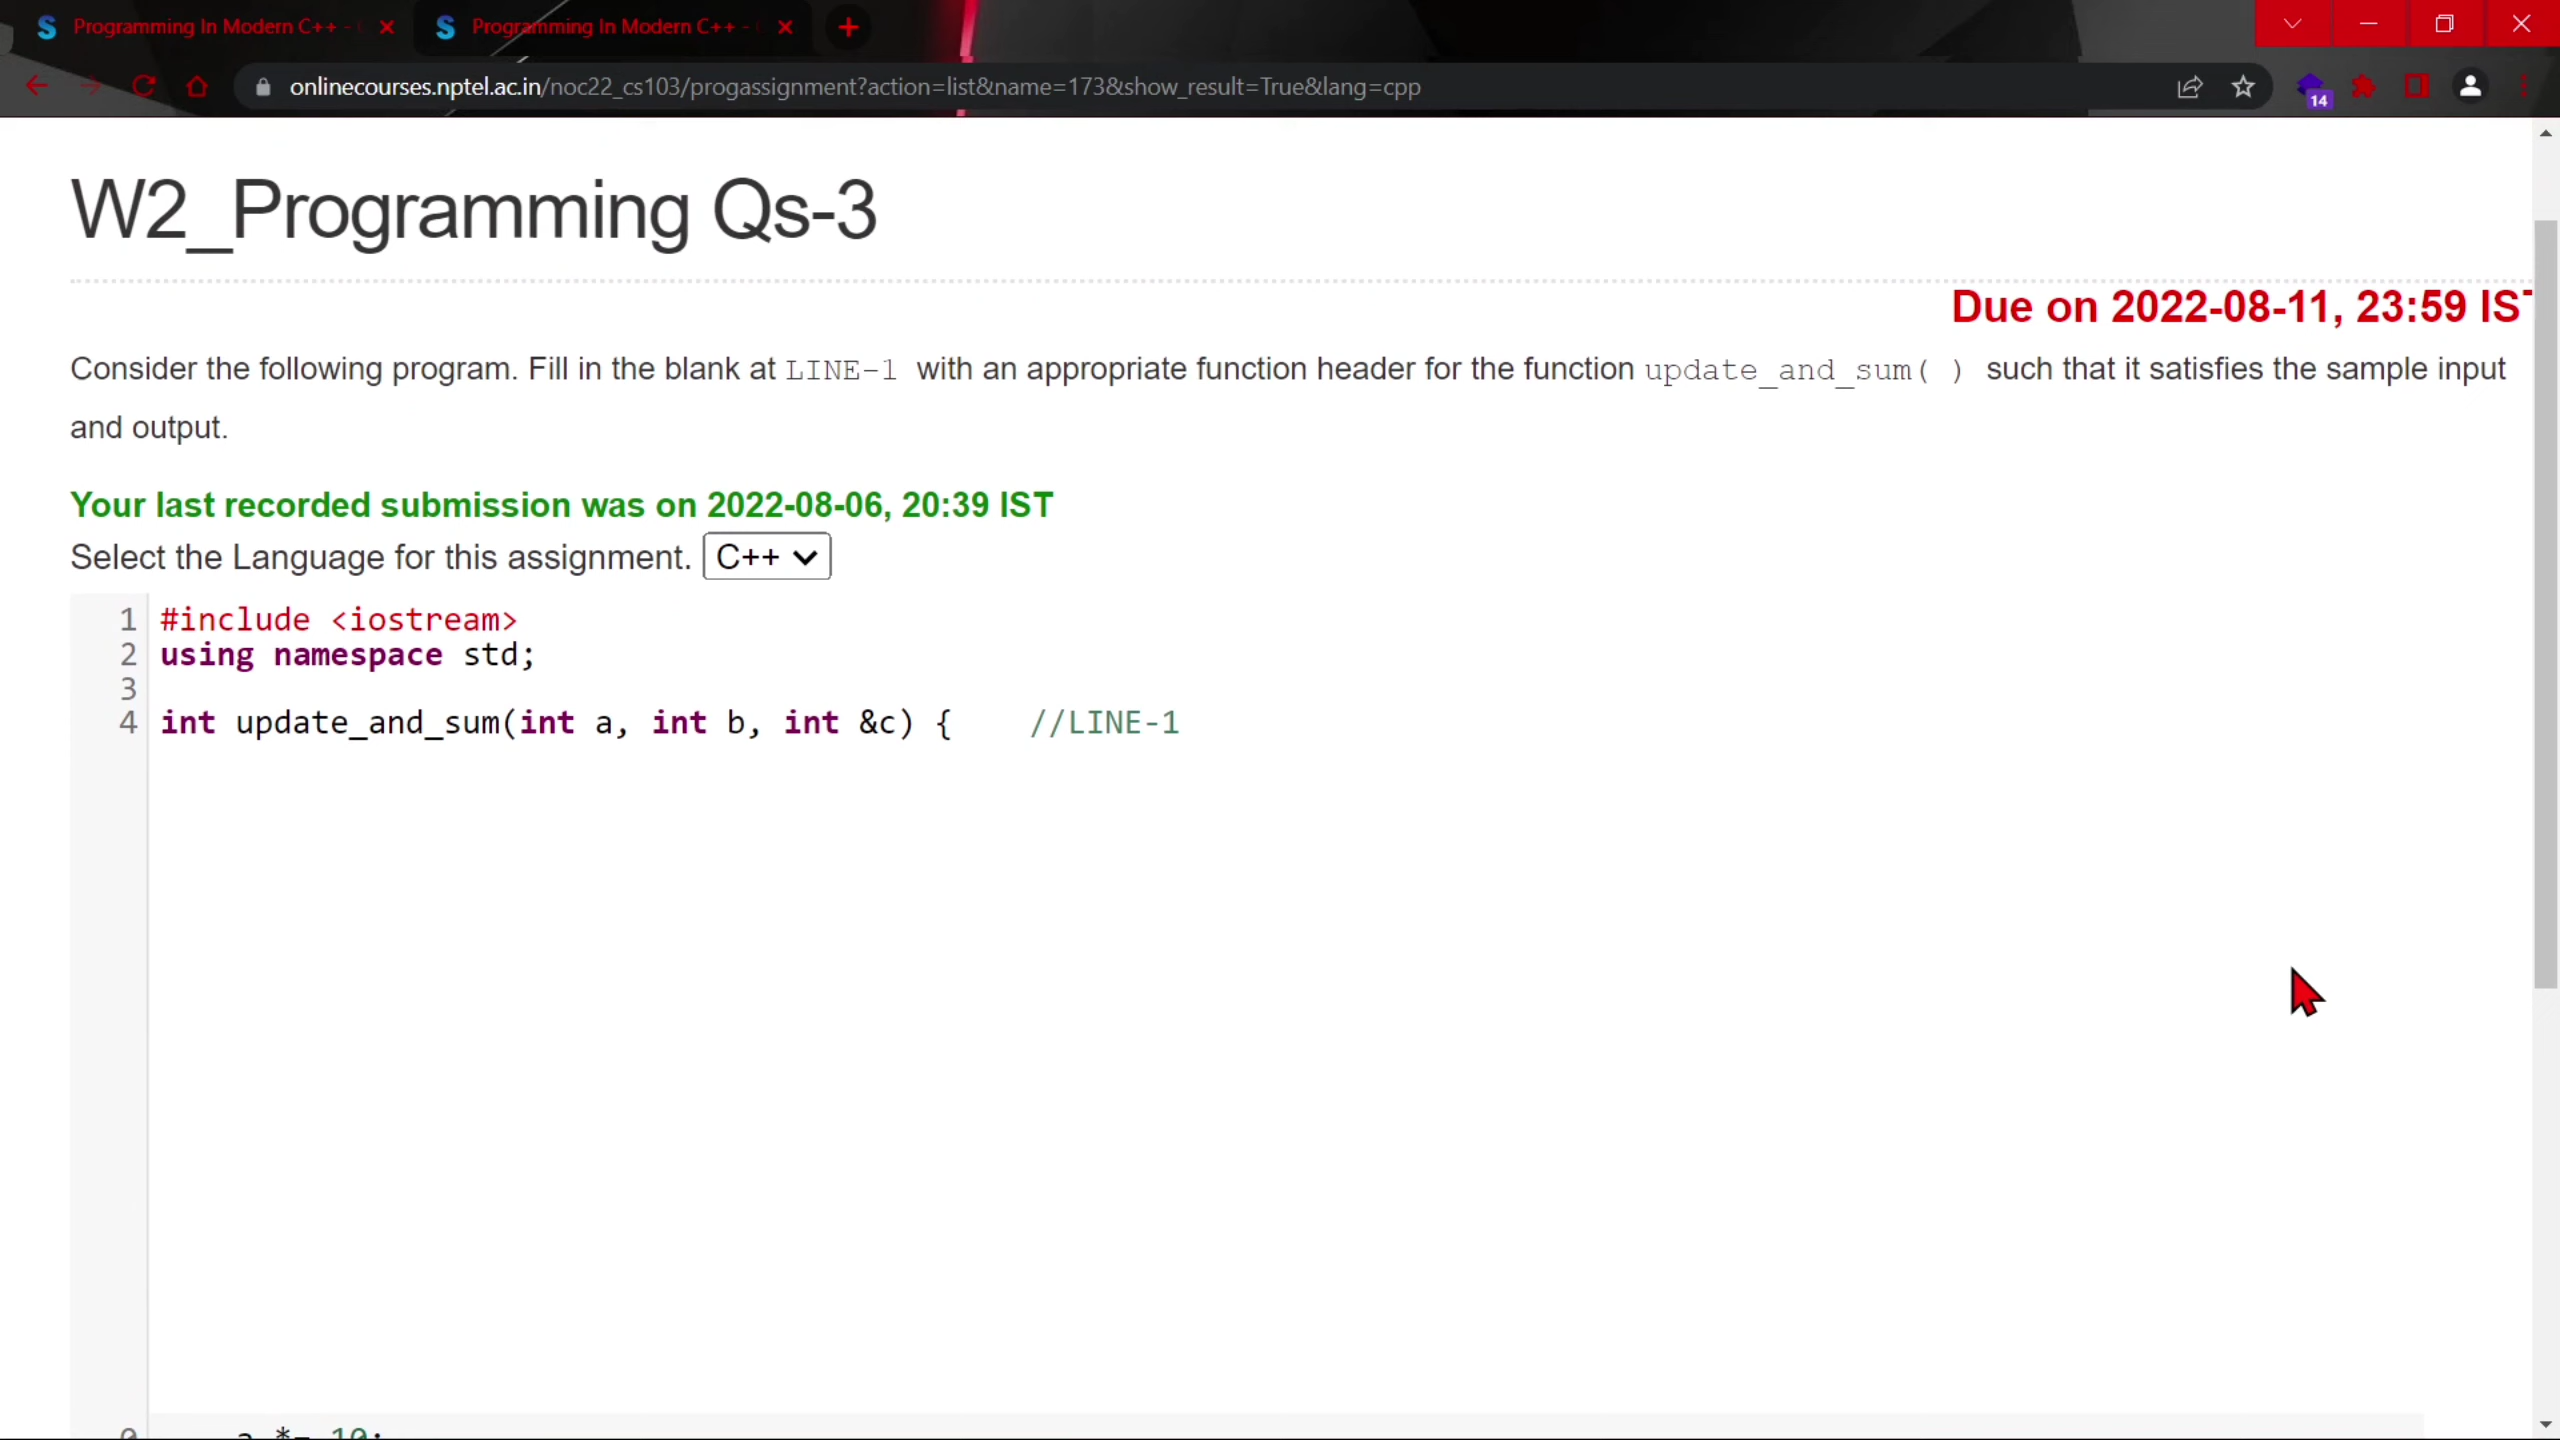 Programming In Modern C++ -
Programming In Modern C++ -
onlinecourses.nptel.ac.in/noc22_cs103/progassignment?action=list&name=173&show_result=True&lang=cpp
14
W2_Programming Qs-3
Due on 2022-08-11, 23:59 IS
Consider the following program. Fill in the blank at LINE-1 with an appropriate function header for the function update_and_sum( ) such that it satisfies the sample input
and output.
Your last recorded submission was on 2022-08-06, 20:39 IST
Select the Language for this assignment. C++
1 #include <iostream>
2 using namespace std;
3
4 int update_and_sum(int a, int b, int &c) { //LINE-1